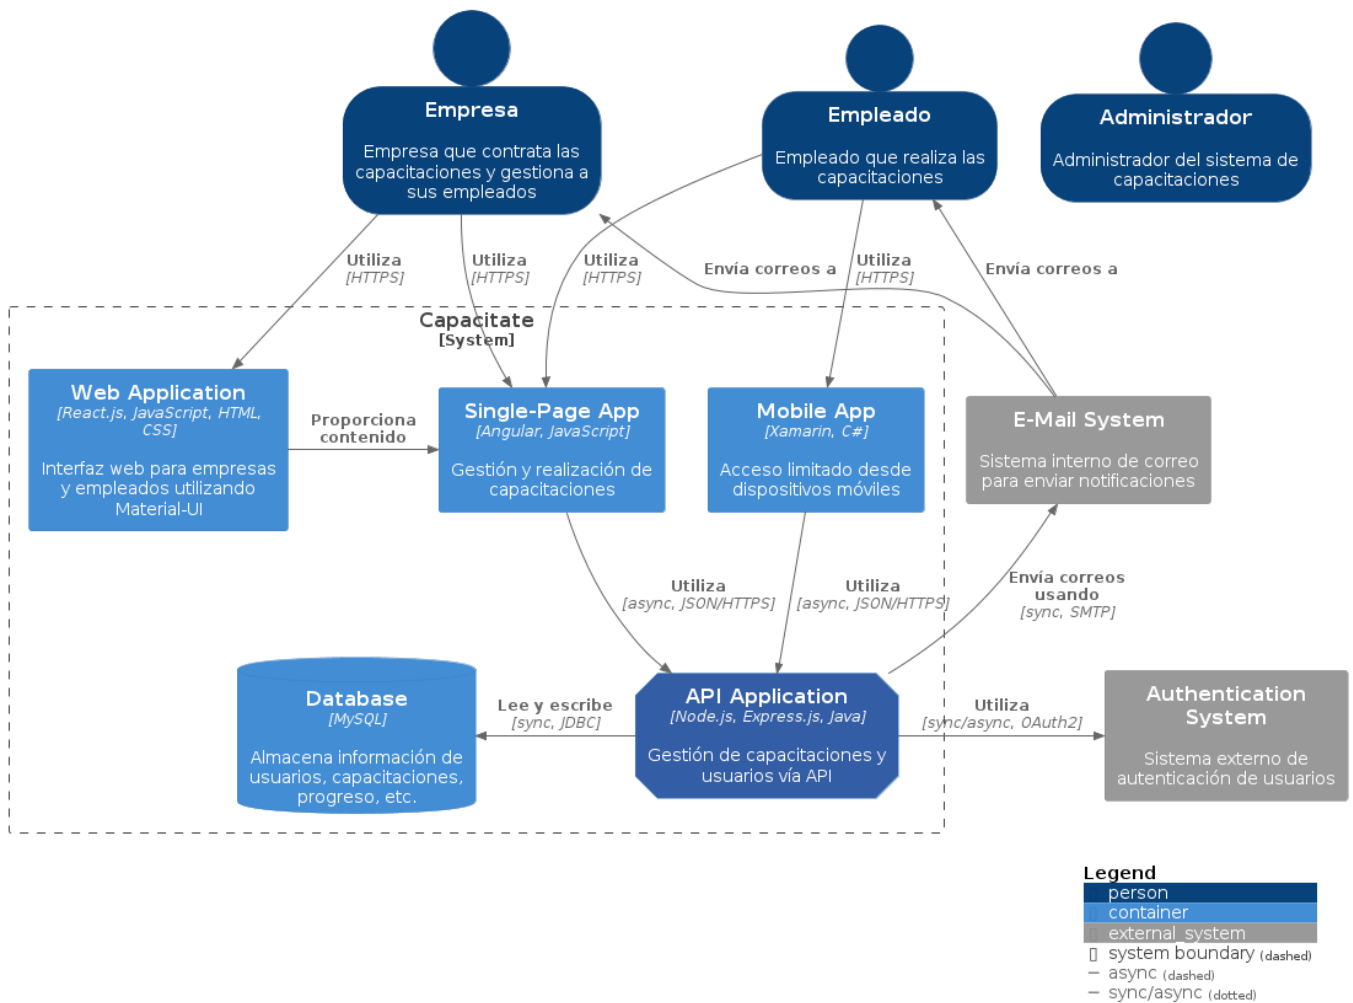 Empresa
Empresa que contrata las
capacitaciones y gestiona a
sus empleados
Empleado
Empleado que realiza las
capacitaciones
Administrador
Administrador del sistema de
capacitaciones
Utiliza
[HTTPS]
Utiliza
[HTTPS]
Utiliza
[HTTPS]
Envía correos a
Utiliza
[HTTPS]
Envía correos a
Capacitate
[System]
Web Application
[React.js, JavaScript, HTML,
CSS]
Interfaz web para empresas
y empleados utilizando
Material-UI
Proporciona
contenido
Single-Page App
[Angular, JavaScript]
Gestión y realización de
capacitaciones
Mobile App
[Xamarin, C#]
Acceso limitado desde
dispositivos móviles
E-Mail System
Sistema interno de correo
para enviar notificaciones
Utiliza
[async, JSON/HTTPS]
Utiliza
[async, JSON/HTTPS]
Envía correos
usando
[sync, SMTP]
Database
[MySQL]
Almacena información de
usuarios, capacitaciones,
progreso, etc.
Lee y escribe
[sync, JDBC]
API Application
[Node.js, Express.js, Java]
Gestión de capacitaciones y
usuarios vía API
Utiliza
[sync/async, OAuth2]
Authentication
System
Sistema externo de
autenticación de usuarios
Legend
person
container
external_system
system boundary (dashed)
async (dashed)
sync/async (dotted)